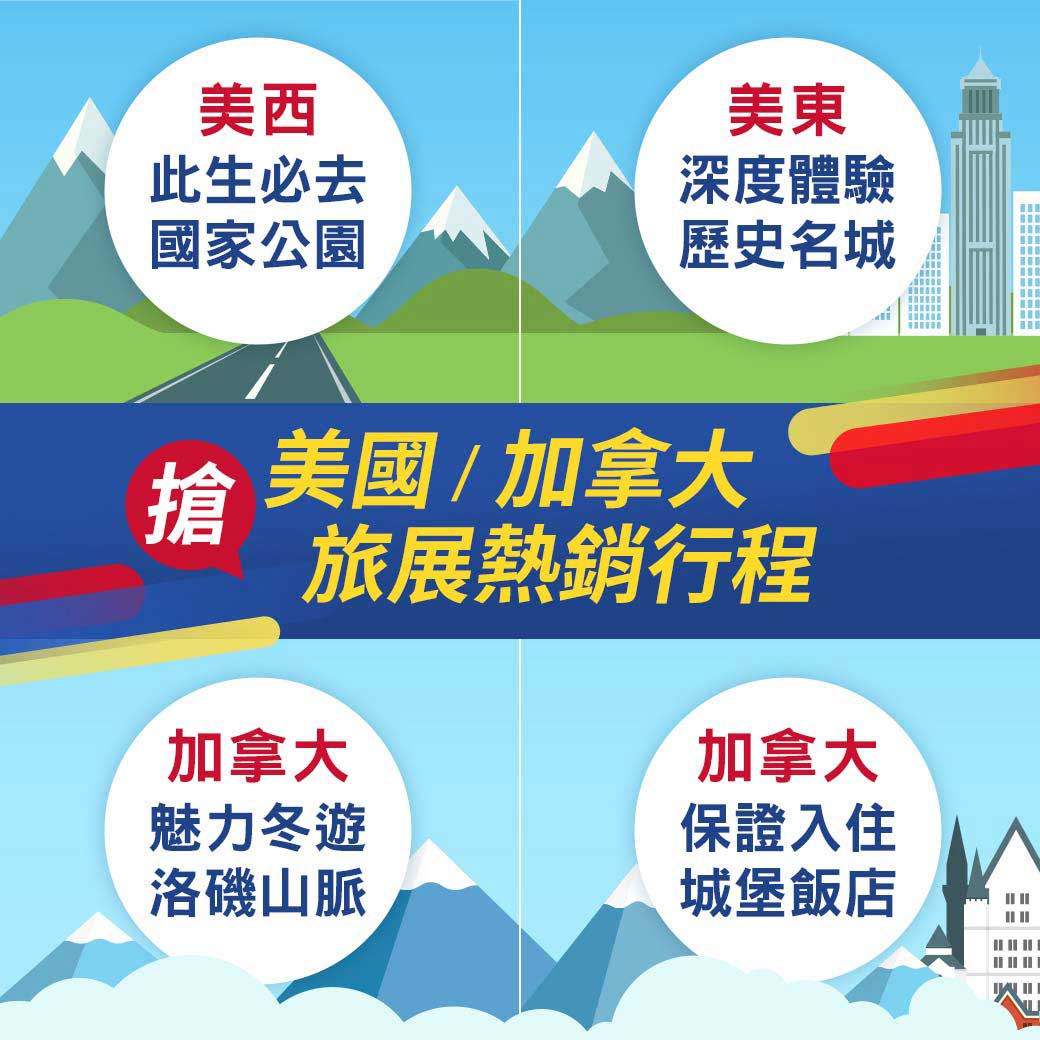 美西
此生必去
國家公園
美東
深度體驗
歷史名城
搶
美國 / 加拿大
旅展熱銷行程
加拿大
魅力冬遊
洛磯山脈
加拿大
保證入住
城堡飯店